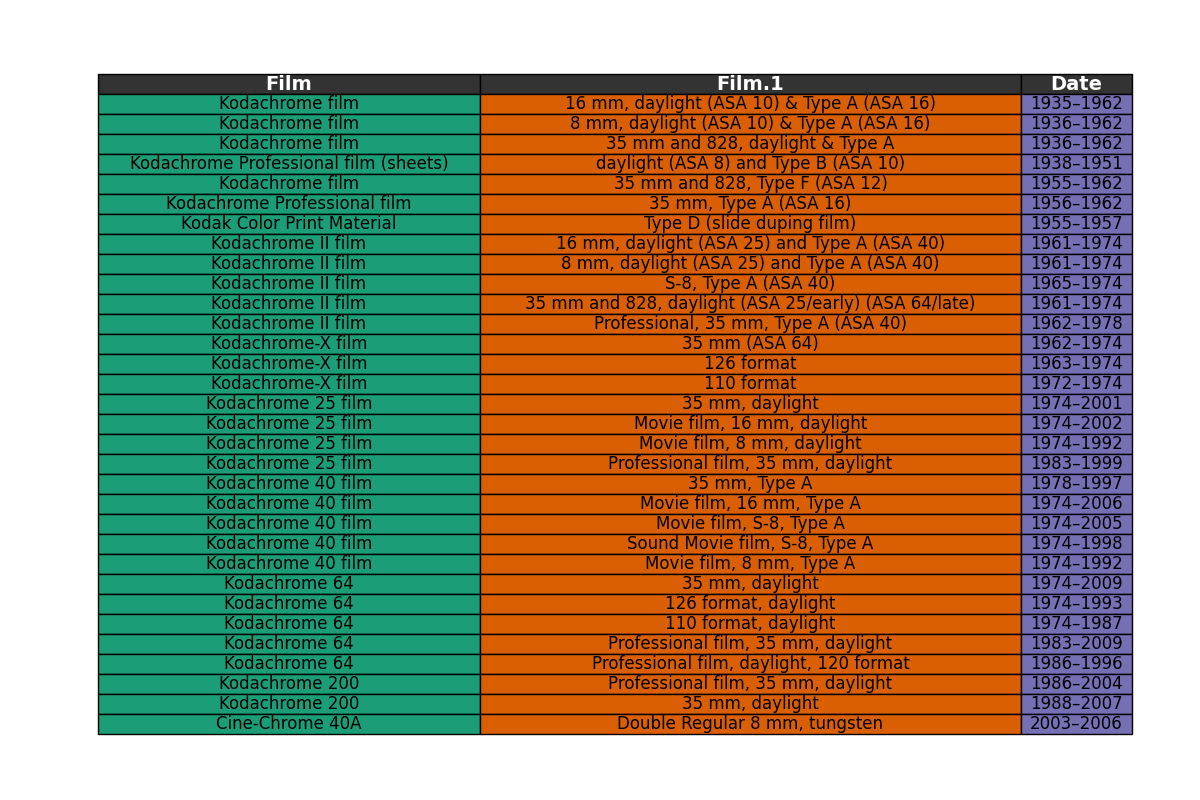 Film Film.1 Date
Kodachrome film 16 mm, daylight (ASA 10) & Type A (ASA 16) 1935–1962
Kodachrome film 8 mm, daylight (ASA 10) & Type A (ASA 16) 1936–1962
Kodachrome film 35 mm and 828, daylight & Type A 1936–1962
Kodachrome Professional film (sheets) daylight (ASA 8) and Type B (ASA 10) 1938–1951
Kodachrome film 35 mm and 828, Type F (ASA 12) 1955–1962
Kodachrome Professional film 35 mm, Type A (ASA 16) 1956–1962
Kodak Color Print Material Type D (slide duping film) 1955–1957
Kodachrome II film 16 mm, daylight (ASA 25) and Type A (ASA 40) 1961–1974
Kodachrome II film 8 mm, daylight (ASA 25) and Type A (ASA 40) 1961–1974
Kodachrome II film S-8, Type A (ASA 40) 1965–1974
Kodachrome II film 35 mm and 828, daylight (ASA 25/early) (ASA 64/late) 1961–1974
Kodachrome II film Professional, 35 mm, Type A (ASA 40) 1962–1978
Kodachrome-X film 35 mm (ASA 64) 1962–1974
Kodachrome-X film 126 format 1963–1974
Kodachrome-X film 110 format 1972–1974
Kodachrome 25 film 35 mm, daylight 1974–2001
Kodachrome 25 film Movie film, 16 mm, daylight 1974–2002
Kodachrome 25 film Movie film, 8 mm, daylight 1974–1992
Kodachrome 25 film Professional film, 35 mm, daylight 1983–1999
Kodachrome 40 film 35 mm, Type A 1978–1997
Kodachrome 40 film Movie film, 16 mm, Type A 1974–2006
Kodachrome 40 film Movie film, S-8, Type A 1974–2005
Kodachrome 40 film Sound Movie film, S-8, Type A 1974–1998
Kodachrome 40 film Movie film, 8 mm, Type A 1974–1992
Kodachrome 64 35 mm, daylight 1974–2009
Kodachrome 64 126 format, daylight 1974–1993
Kodachrome 64 110 format, daylight 1974–1987
Kodachrome 64 Professional film, 35 mm, daylight 1983–2009
Kodachrome 64 Professional film, daylight, 120 format 1986–1996
Kodachrome 200 Professional film, 35 mm, daylight 1986–2004
Kodachrome 200 35 mm, daylight 1988–2007
Cine-Chrome 40A Double Regular 8 mm, tungsten 2003–2006